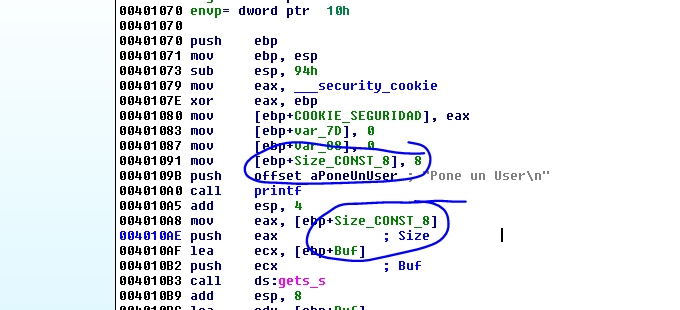 00401070 envp= dword ptr  10h
00401070
00401070 push    ebp
00401071 mov     ebp, esp
00401073 sub     esp, 94h
00401079 mov     eax, ___security_cookie
0040107E xor     eax, ebp
00401080 mov     [ebp+COOKIE_SEGURIDAD], eax
00401083 mov     [ebp+var_7D], 0
00401087 mov     [ebp+var_88], 0
00401091 mov     [ebp+Size_CONST_8], 8
0040109B push    offset aPoneUnUser ; "Pone un User\n"
004010A0 call    printf
004010A5 add     esp, 4
004010A8 mov     eax, [ebp+Size_CONST_8]
004010AE push    eax             ; Size
004010AF lea     ecx, [ebp+Buf]
004010B2 push    ecx             ; Buf
004010B3 call    ds:gets_s
004010B9 add     esp, 8